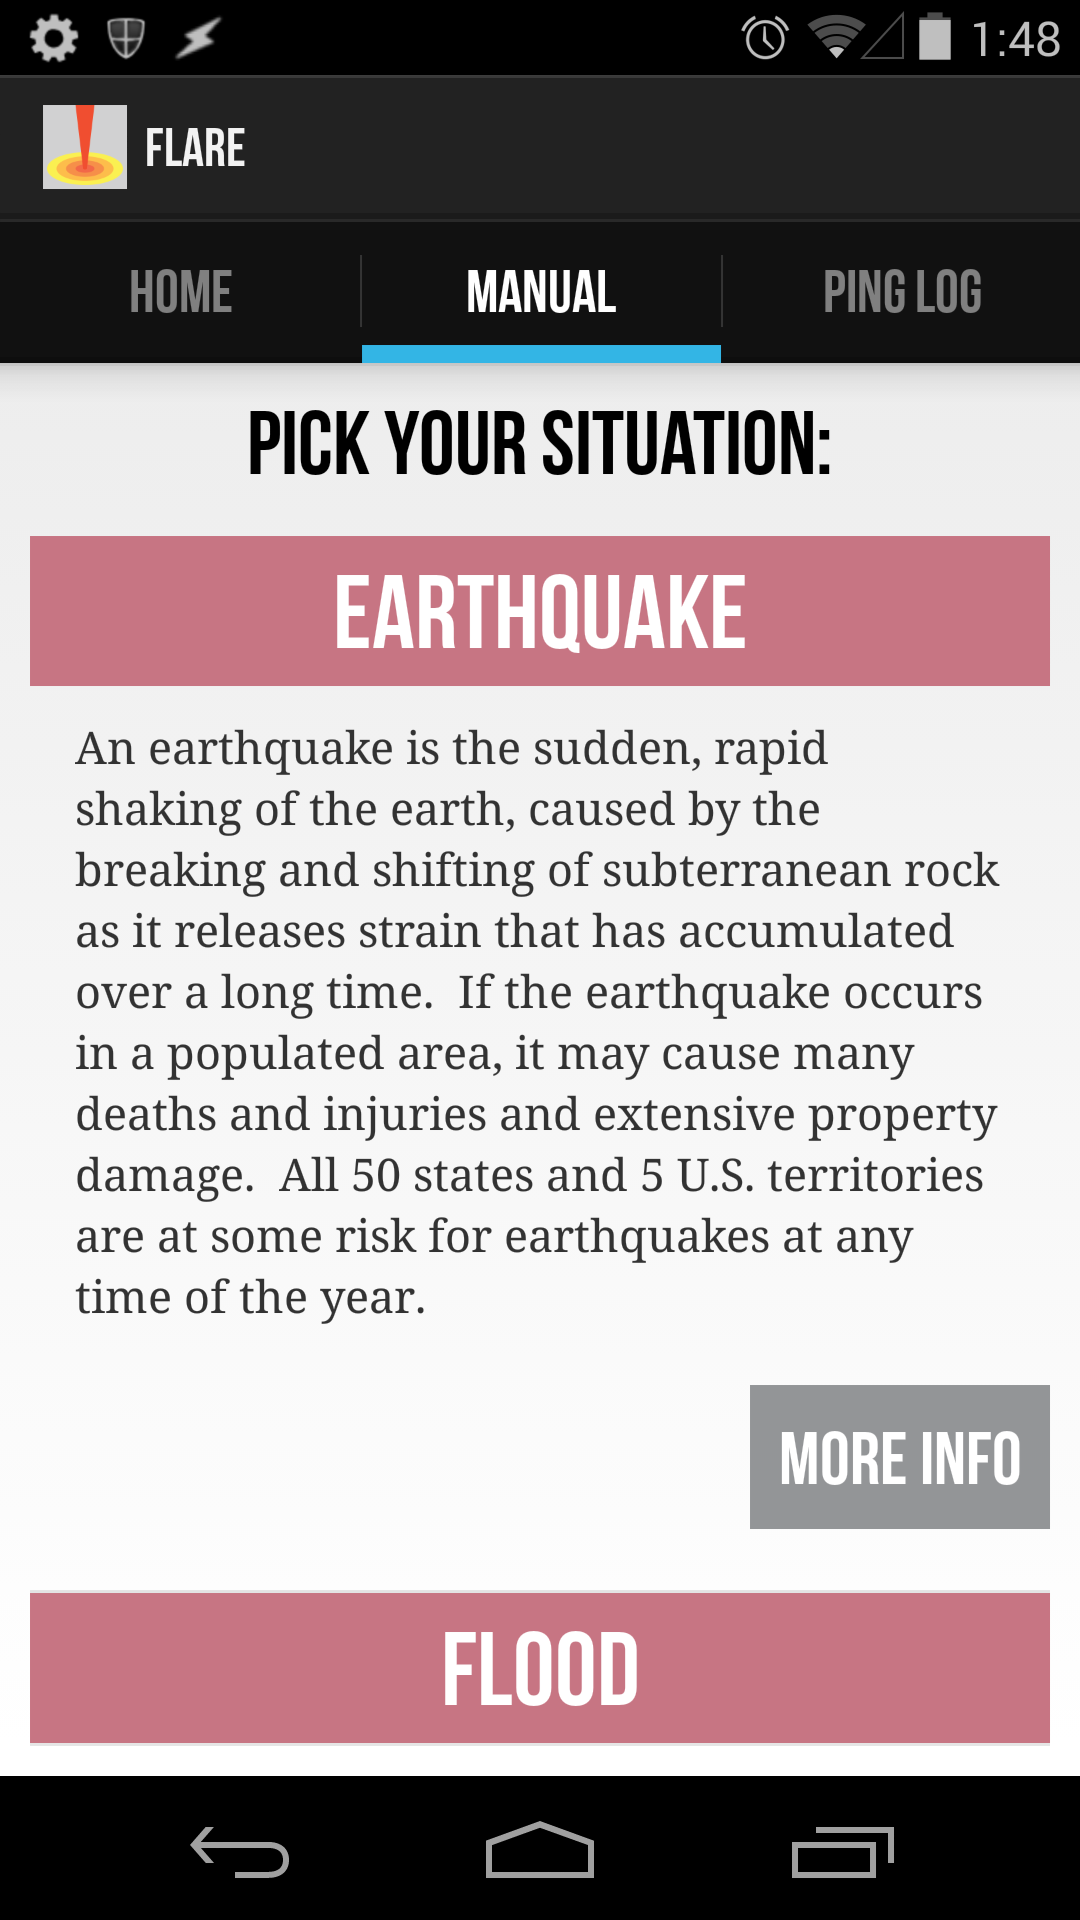 1:48
FLARE
HOME MANUAL PING LOG
PICK YOUR SITUATION:
EARTHQUAKE
An earthquake is the sudden, rapid
shaking of the earth, caused by the
breaking and shifting of subterranean rock
as it releases strain that has accumulated
over a long time.  If the earthquake occurs
in a populated area, it may cause many
deaths and injuries and extensive property
damage.  All 50 states and 5 U.S. territories
are at some risk for earthquakes at any
time of the year.
MORE INFO
FLOOD